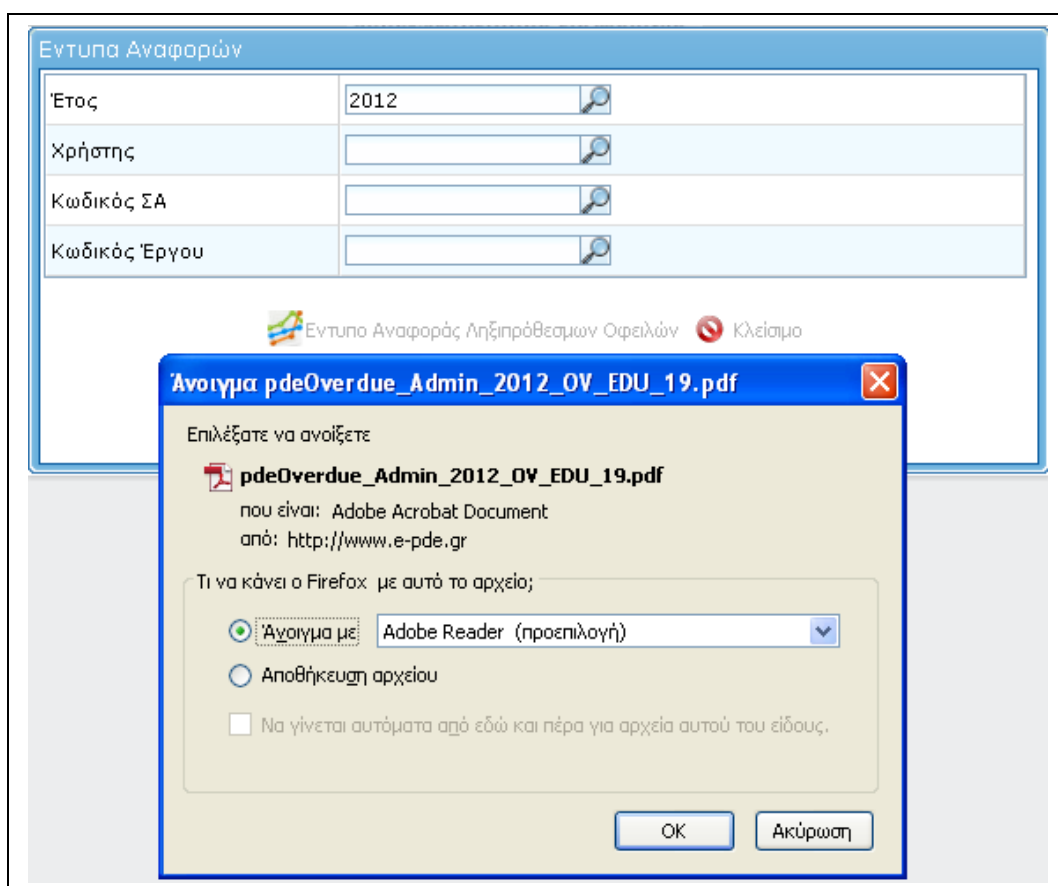 Εντυπα Αναφορών
Έτος 2012
Χρήστης
Κωδικός ΣΑ
Κωδικός Έργου
Εντυπο Αναφοράς Ληξιπρόθεσμων Οφειλών Κλείσιμο
Άνοιγμα pdeOverdue_Admin_2012_OV_EDU_19.pdf
Επιλέξατε να ανοίξετε
pdeOverdue_Admin_2012_OV_EDU_19.pdf
που είναι: Adobe Acrobat Document
από: http://www.e-pde.gr
Τι να κάνει ο Firefox με αυτό το αρχείο;
Άνοιγμα με Adobe Reader (προεπιλογή)
Αποθήκευση αρχείου
Να γίνεται αυτόματα από εδώ και πέρα για αρχεία αυτού του είδους.
OK Ακύρωση